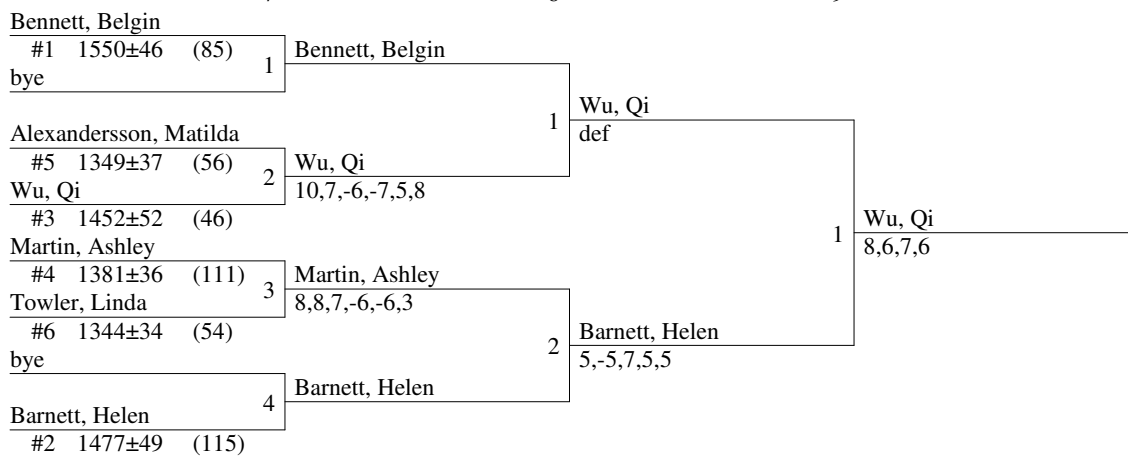 Bennett, Belgin
#1 1550±46 (85)
bye
1
Bennett, Belgin
Alexandersson, Matilda
#5 1349±37 (56)
Wu, Qi
#3 1452±52 (46)
2
Wu, Qi
10,7,-6,-7,5,8
1
Wu, Qi
def
Martin, Ashley
#4 1381±36 (111)
Towler, Linda
#6 1344±34 (54)
3
Martin, Ashley
8,8,7,-6,-6,3
bye
Barnett, Helen
#2 1477±49 (115)
4
Barnett, Helen
2
Barnett, Helen
5,-5,7,5,5
1
Wu, Qi
8,6,7,6